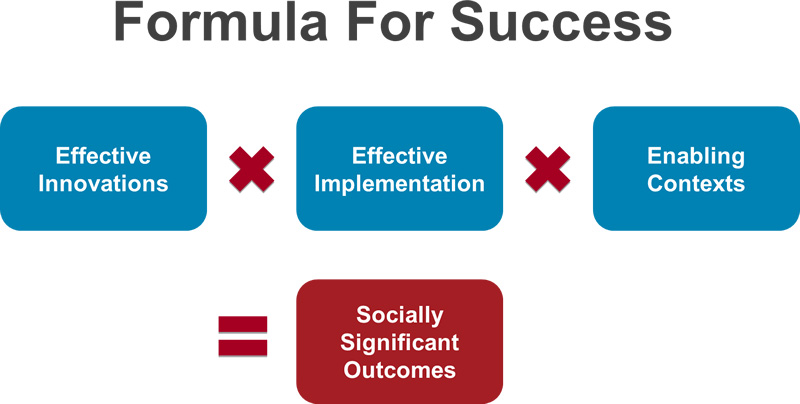 Formula For Success
Effective
Innovations
Effective
Implementation
Enabling
Contexts
=
Socially
Significant
Outcomes